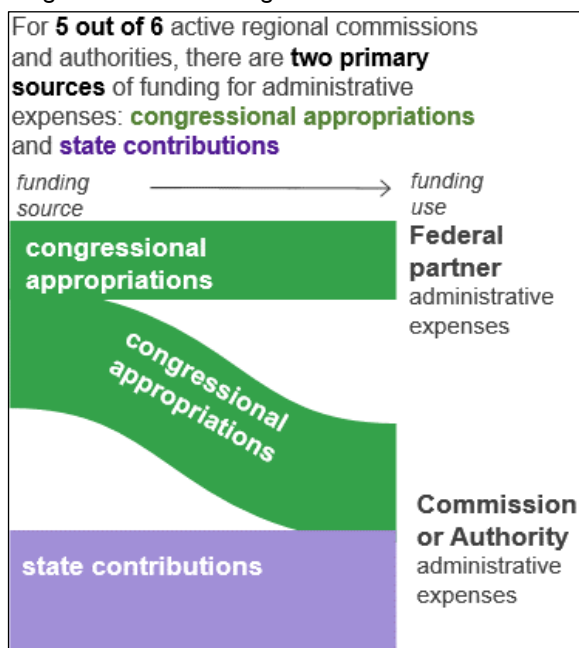 For 5 out of 6 active regional commissions
and authorities, there are two primary
sources of funding for administrative
expenses: congressional appropriations
and state contributions
funding
source
funding
use
congressional
appropriations
Federal
partner
administrative
expenses
congressional
appropriations
Commission
or Authority
administrative
expenses
state contributions